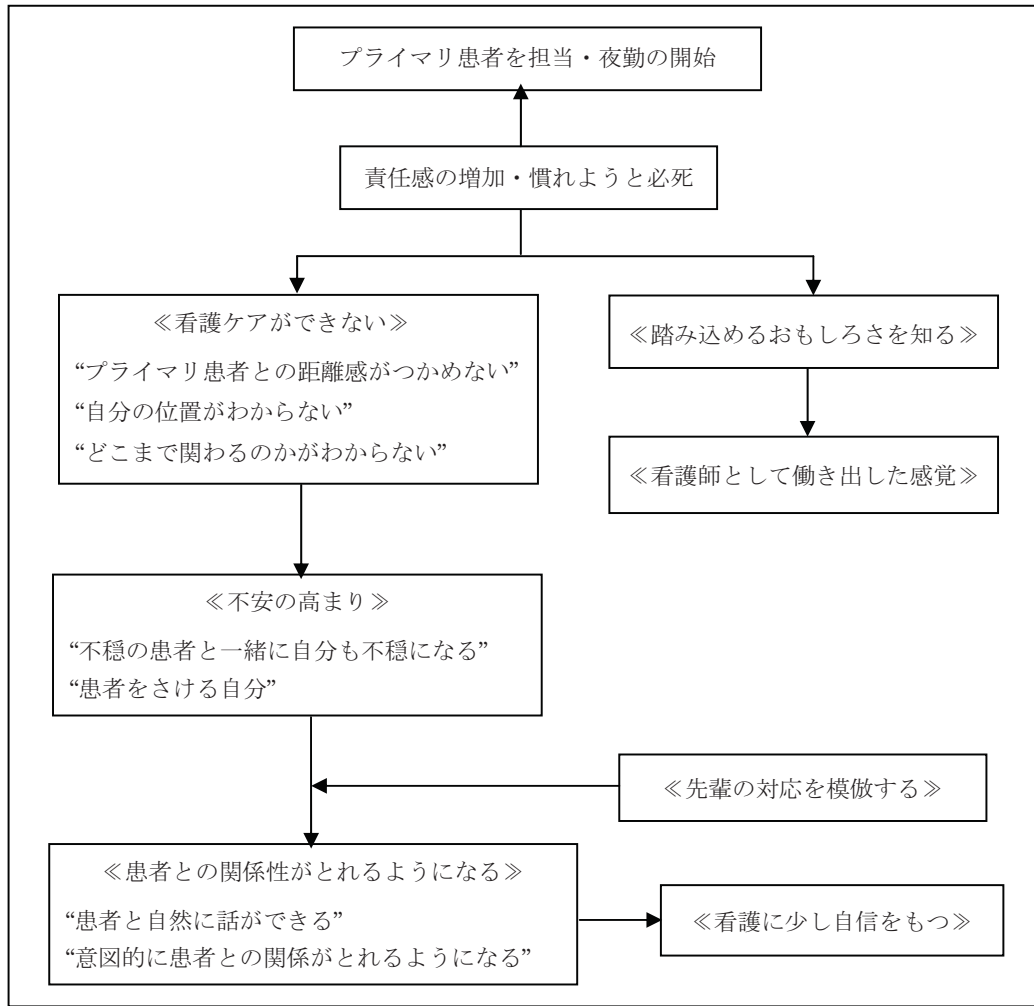 プライマリ患者を担当・夜勤の開始
責任感の増加・慣れようと必死
≪看護ケアができない≫
“プライマリ患者との距離感がつかめない”
“自分の位置がわからない”
“どこまで関わるのかがわからない”
≪踏み込めるおもしろさを知る≫
≪看護師として働き出した感覚≫
≪不安の高まり≫
“不穏の患者と一緒に自分も不穏になる”
“患者をさける自分”
≪先輩の対応を模倣する≫
≪患者との関係性がとれるようになる≫
“患者と自然に話ができる”
“意図的に患者との関係がとれるようになる”
≪看護に少し自信をもつ≫